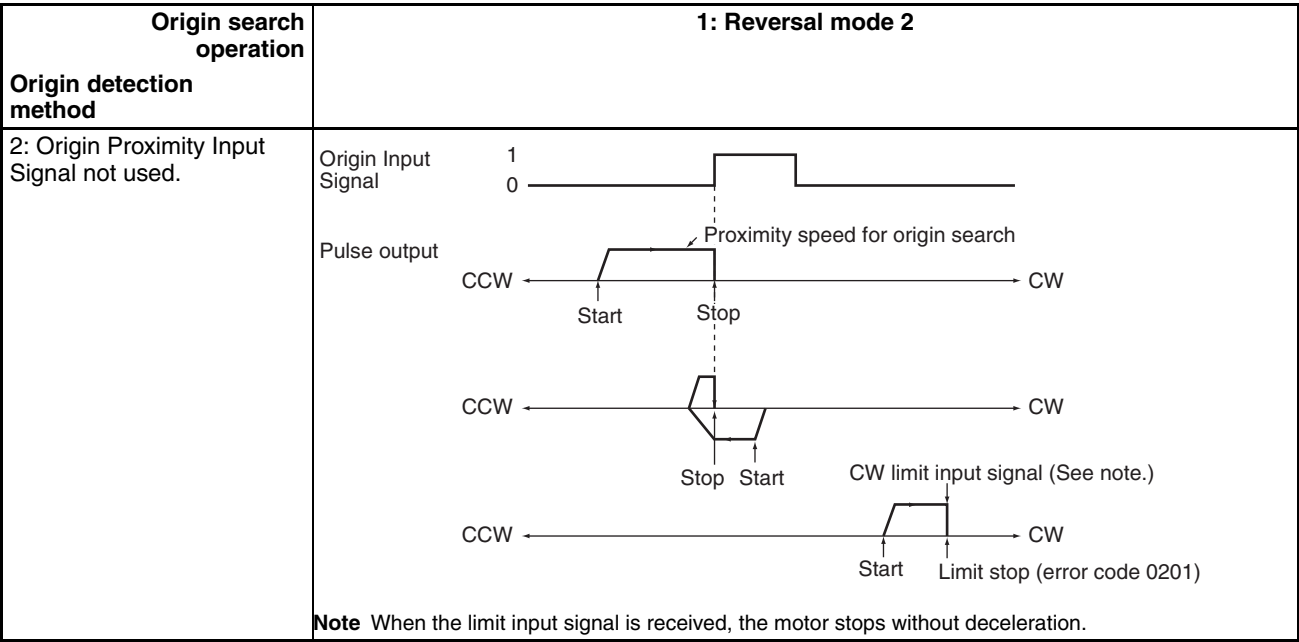 Origin search
operation
1: Reversal mode 2
Origin detection
method
2: Origin Proximity Input
Signal not used.
Origin Input
Signal
1
0
Pulse output
Proximity speed for origin search
CCW
CW
Start
Stop
CCW
CW
Stop
Start
CW limit input signal (See note.)
CCW
CW
Start
Limit stop (error code 0201)
Note When the limit input signal is received, the motor stops without deceleration.